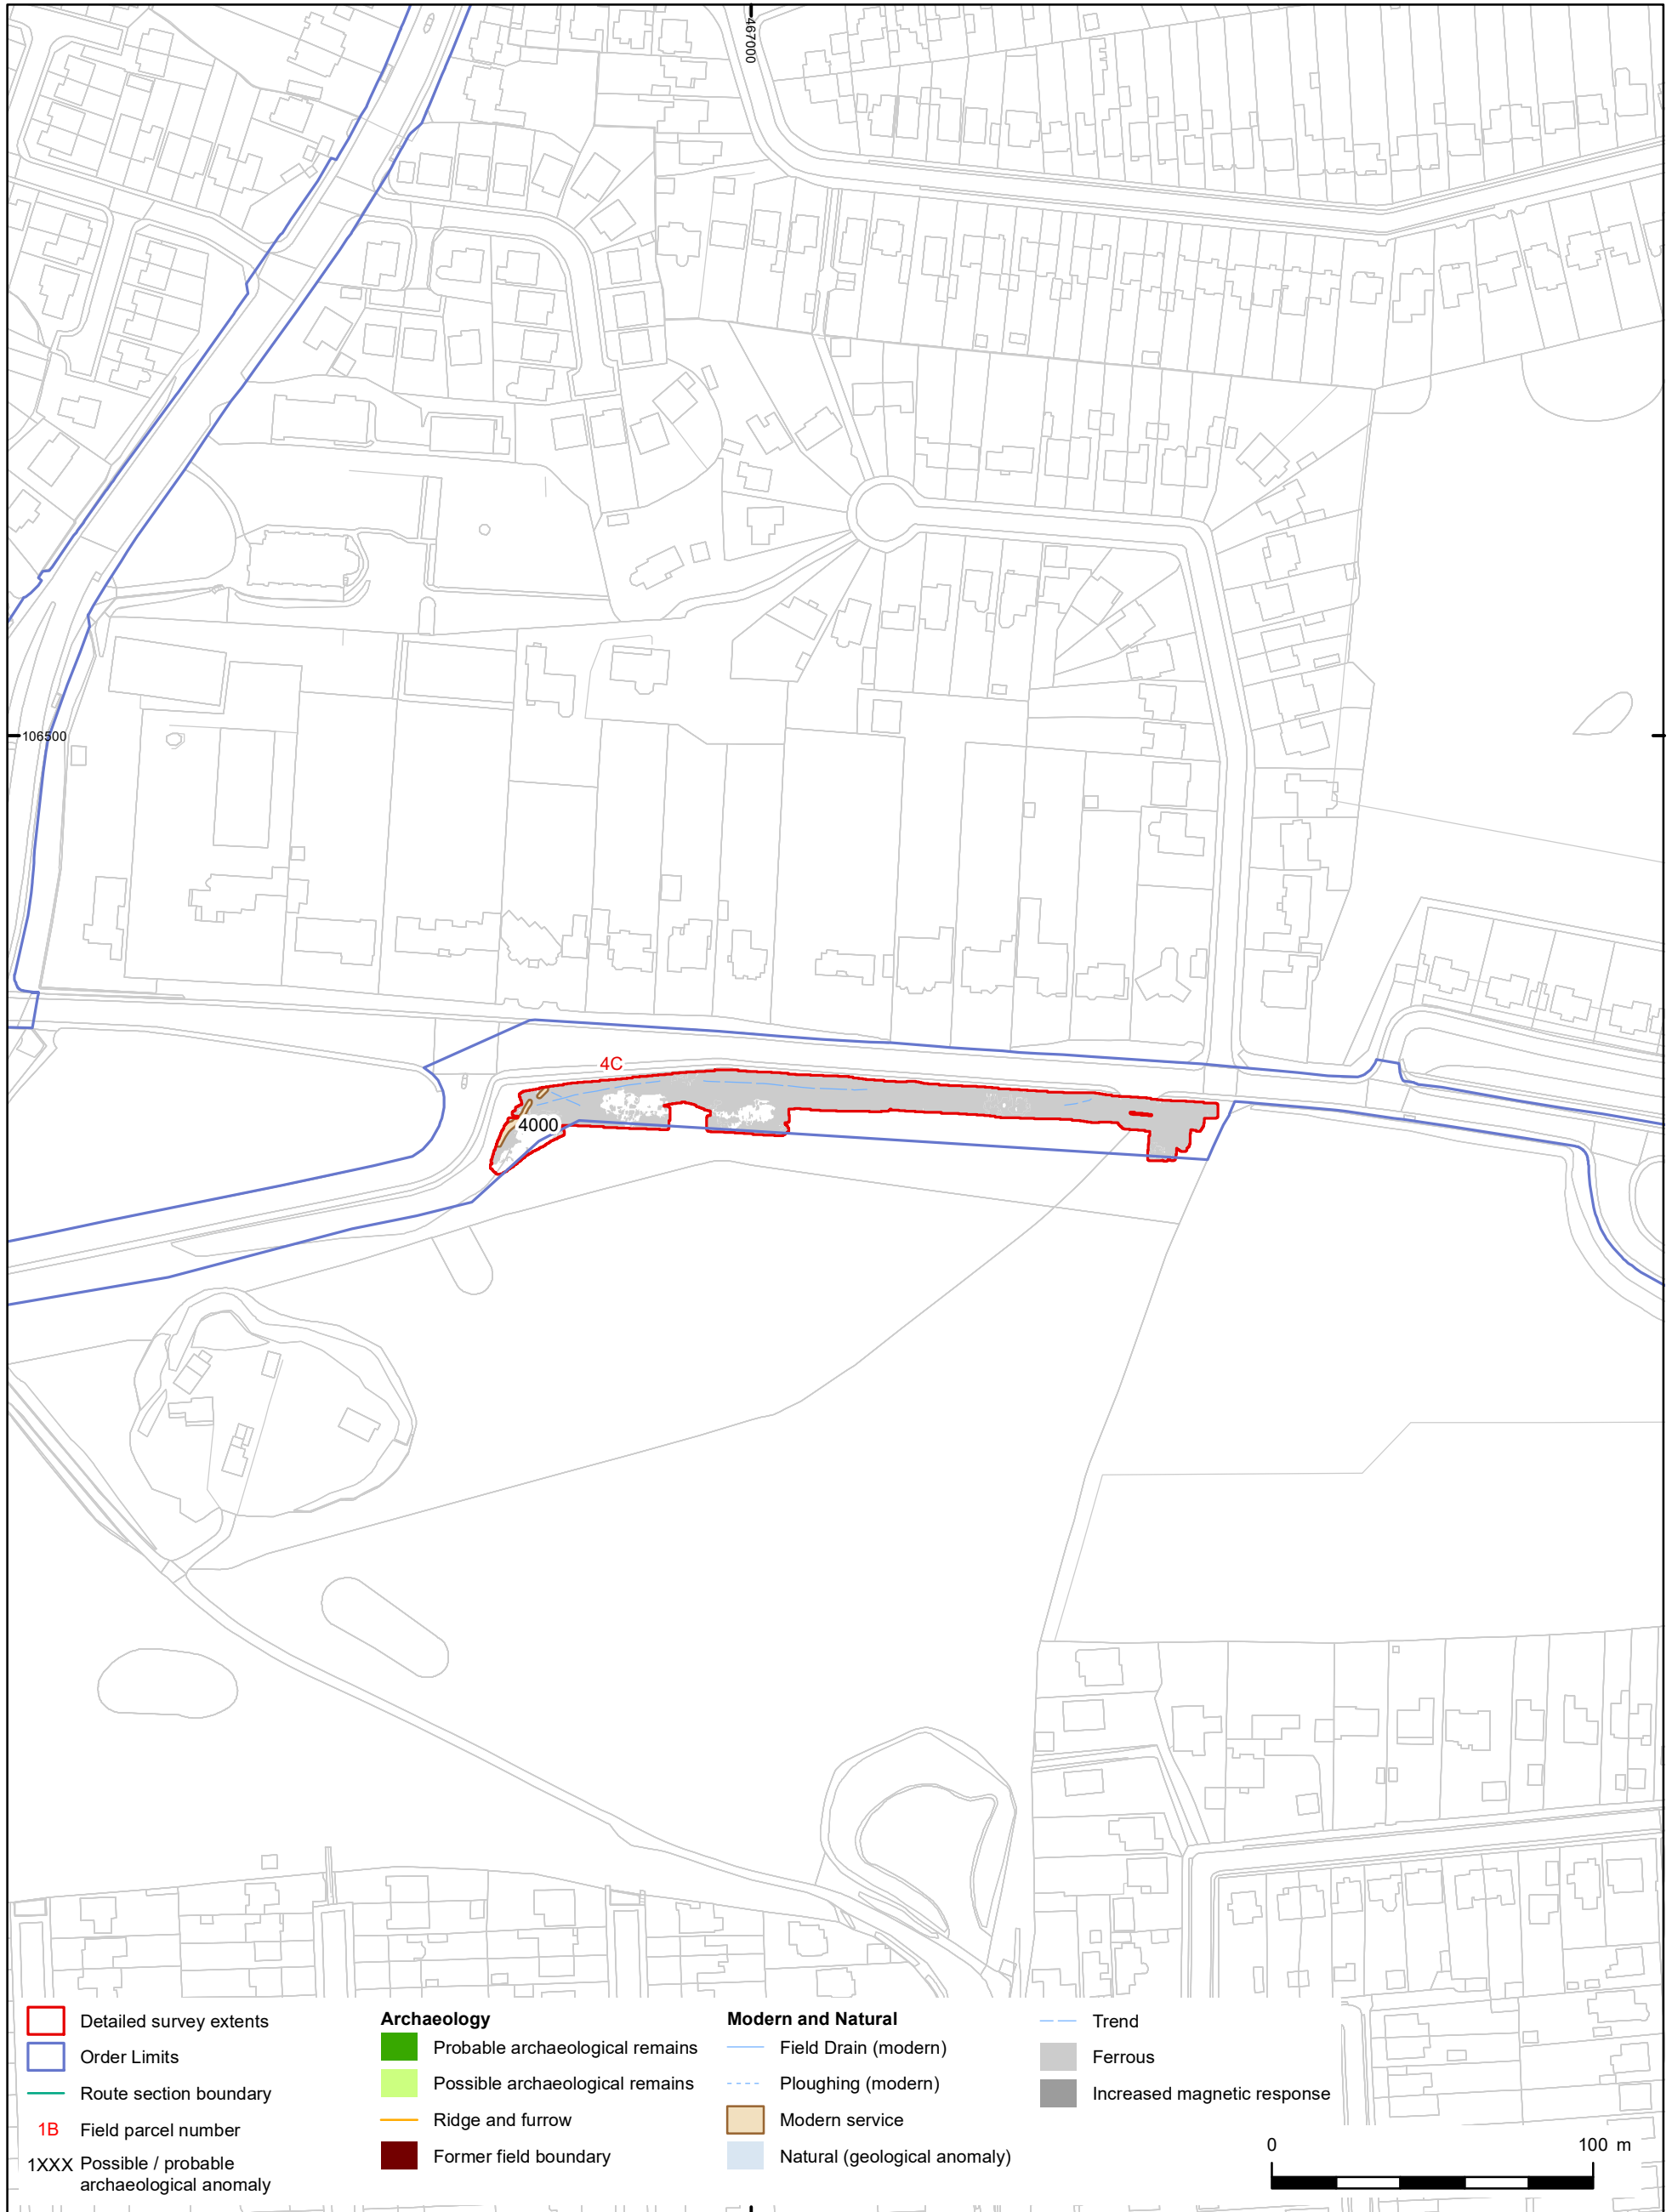 467000
106500
4C
4000
Detailed survey extents
Order Limits
Route section boundary
1B Field parcel number
1XXX Possible / probable
archaeological anomaly
Archaeology
Probable archaeological remains
Possible archaeological remains
Ridge and furrow
Former field boundary
Modern and Natural
Field Drain (modern)
Ploughing (modern)
Modern service
Natural (geological anomaly)
Trend
Ferrous
Increased magnetic response
0 100 m